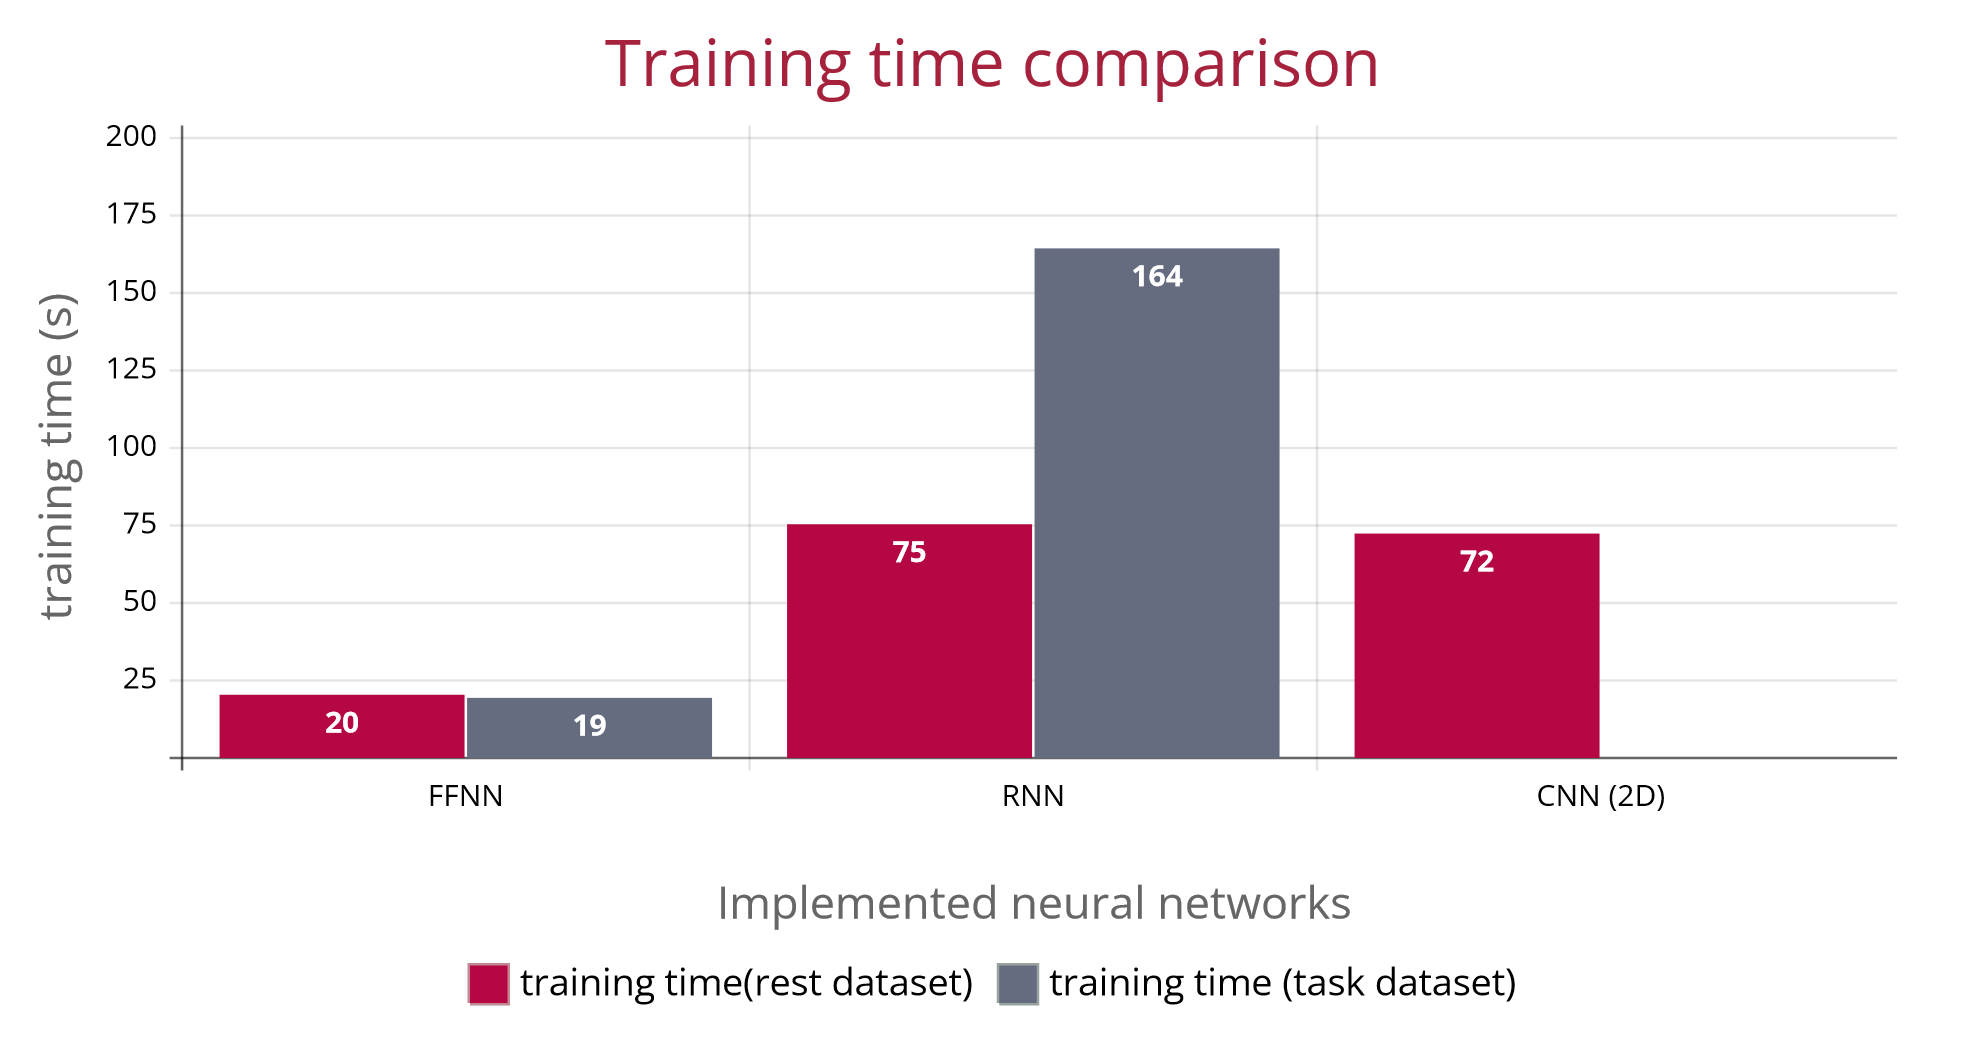 Training time comparison
200
175
150
125
100
75
50
25
training time (s)
20
19
75
164
72
FFNN
RNN
CNN (2D)
Implemented neural networks
training time(rest dataset)
training time (task dataset)